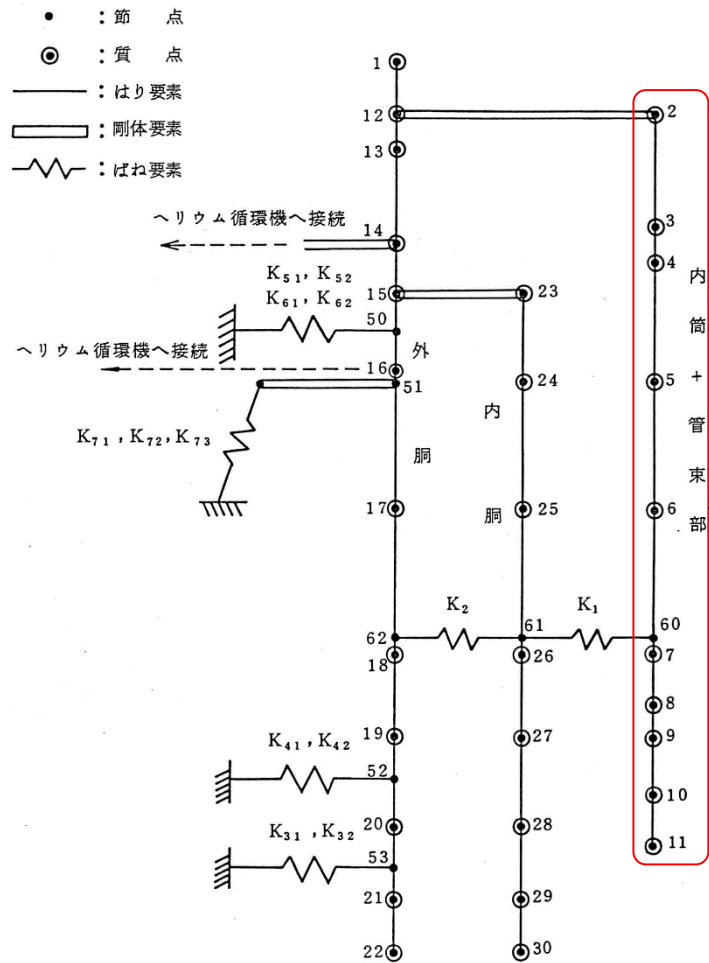 ● : 節 点
◉ : 質 点
: はり要素
: 剛体要素
: ばね要素
1
12
2
13
ヘリウム循環機へ接続
14
3
4
K51, K52
K61, K62
15
23
50
ヘリウム循環機へ接続
16
51
外 胴
24
内 胴
5
内筒+管束部
K71, K72, K73
17
25
6
K2
K1
62
61
60
18
26
7
8
19
27
9
K41, K42
52
10
20
28
K31, K32
53
11
21
29
22
30